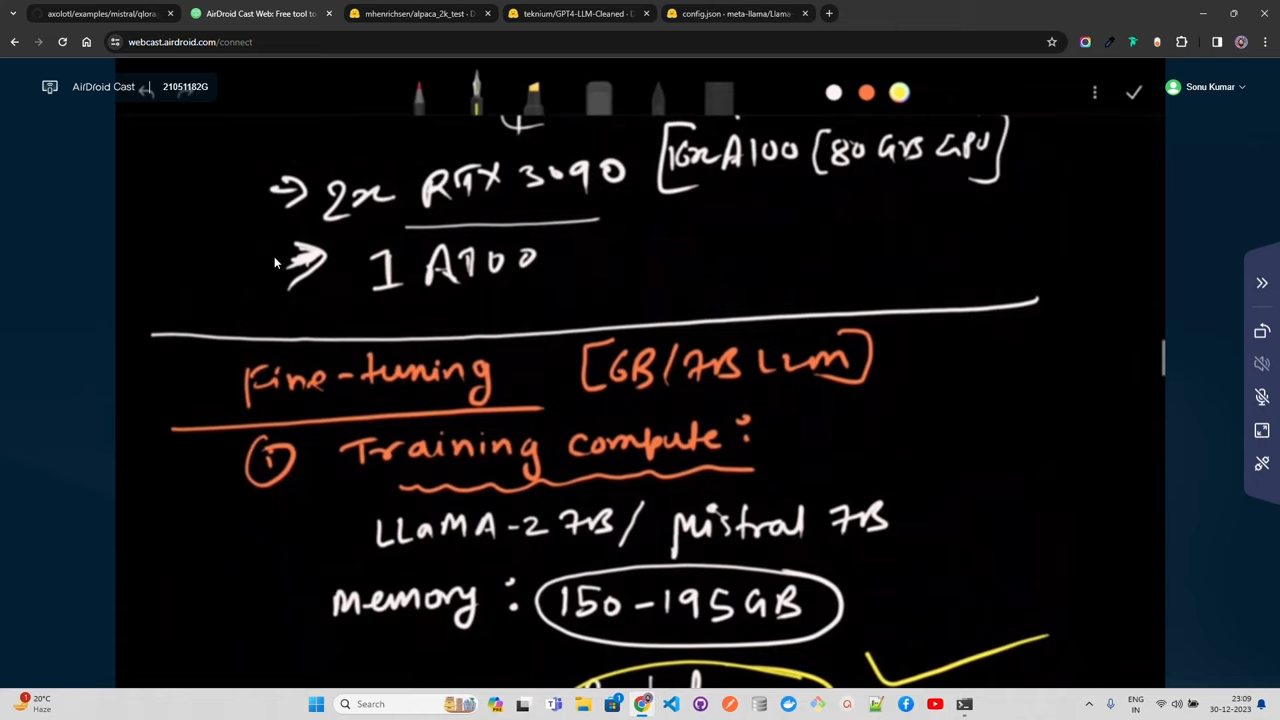 axolotl/examples/mistral/qlora
AirDroid Cast Web: Free tool to
mhenrichsen/alpaca_2k_test - D
teknium/GPT4-LLM-Cleaned - D
config.json - meta-llama/Llama
webcast.airdroid.com/connect
AirDroid Cast
21051182G
Sonu Kumar
→ 2x RTX 3090 [16x A100 [80 GB GPU]
→ 1 A100
Fine-tuning [6B/7B LLM]
① Training compute:
LLaMA-2 7B/ Mistral 7B
memory: 150-195GB
1
20°C
Haze
Search
1
ENG
IN
23:09
30-12-2023